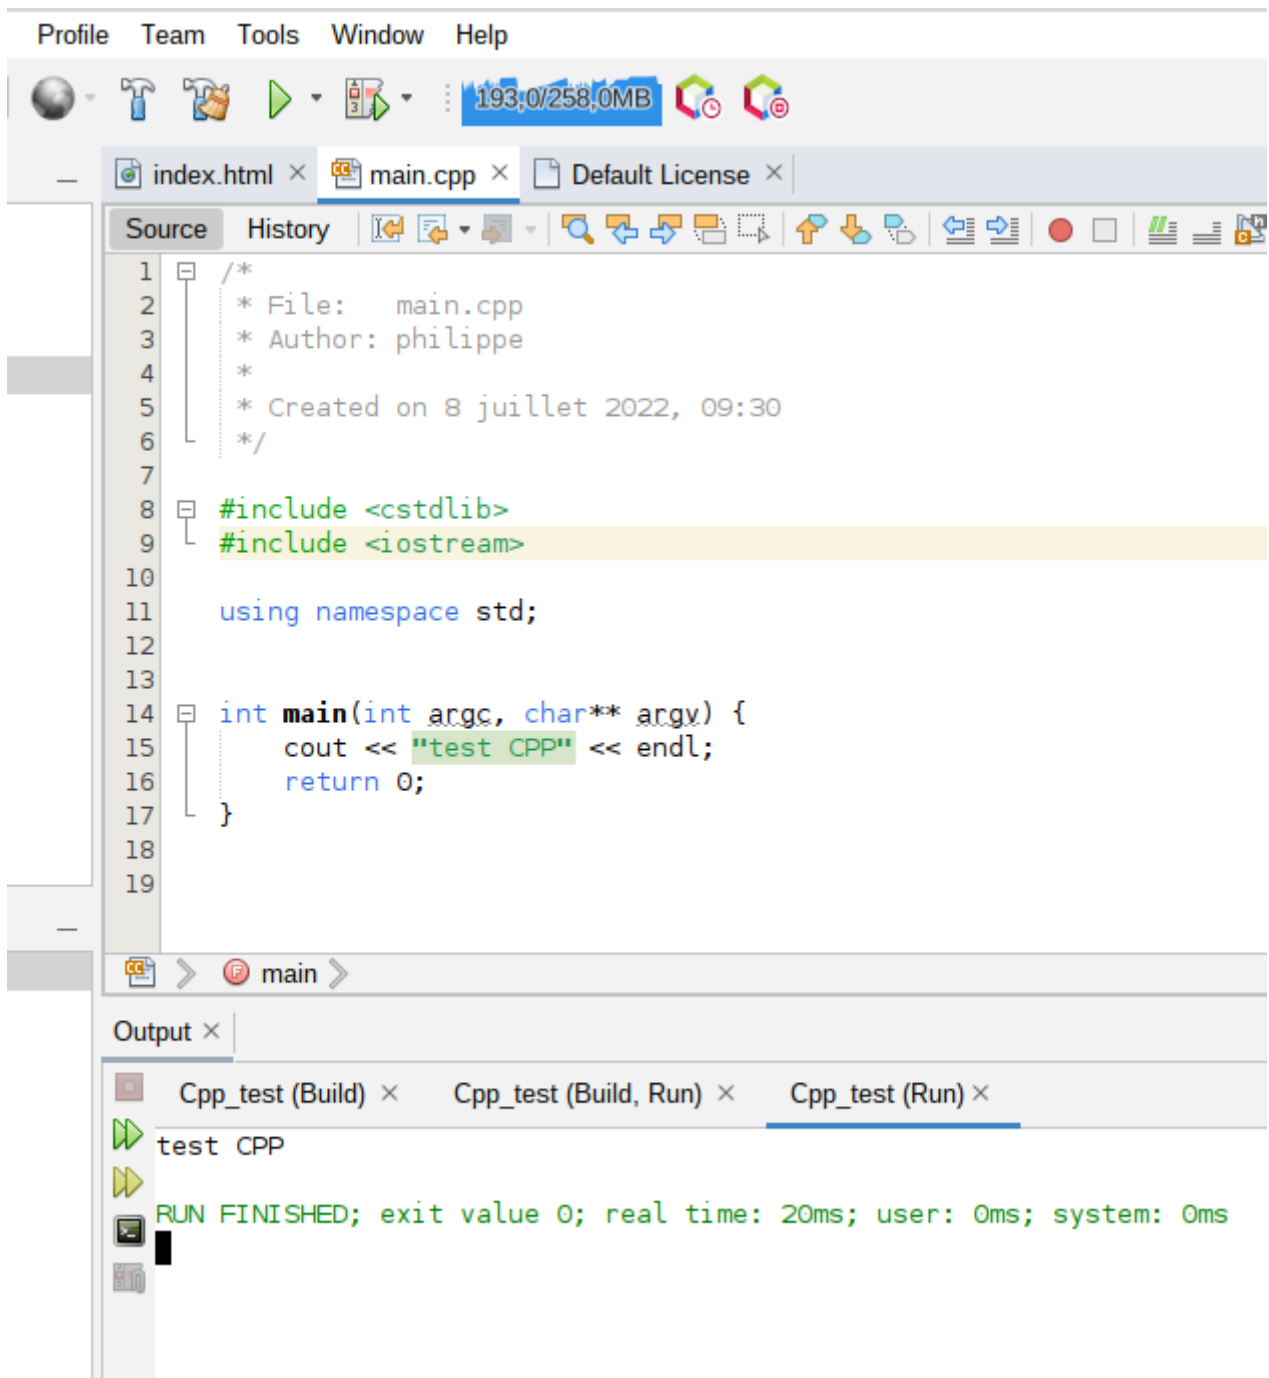 Profile Team Tools Window Help
193,0/258,0MB
index.html main.cpp Default License
Source History
1 /*
2  * File:   main.cpp
3  * Author: philippe
4  *
5  * Created on 8 juillet 2022, 09:30
6  */
7
8 #include <cstdlib>
9 #include <iostream>
10
11 using namespace std;
12
13
14 int main(int argc, char** argv) {
15     cout << "test CPP" << endl;
16     return 0;
17 }
18
19
main
Output
Cpp_test (Build) Cpp_test (Build, Run) Cpp_test (Run)
test CPP
RUN FINISHED; exit value 0; real time: 20ms; user: 0ms; system: 0ms